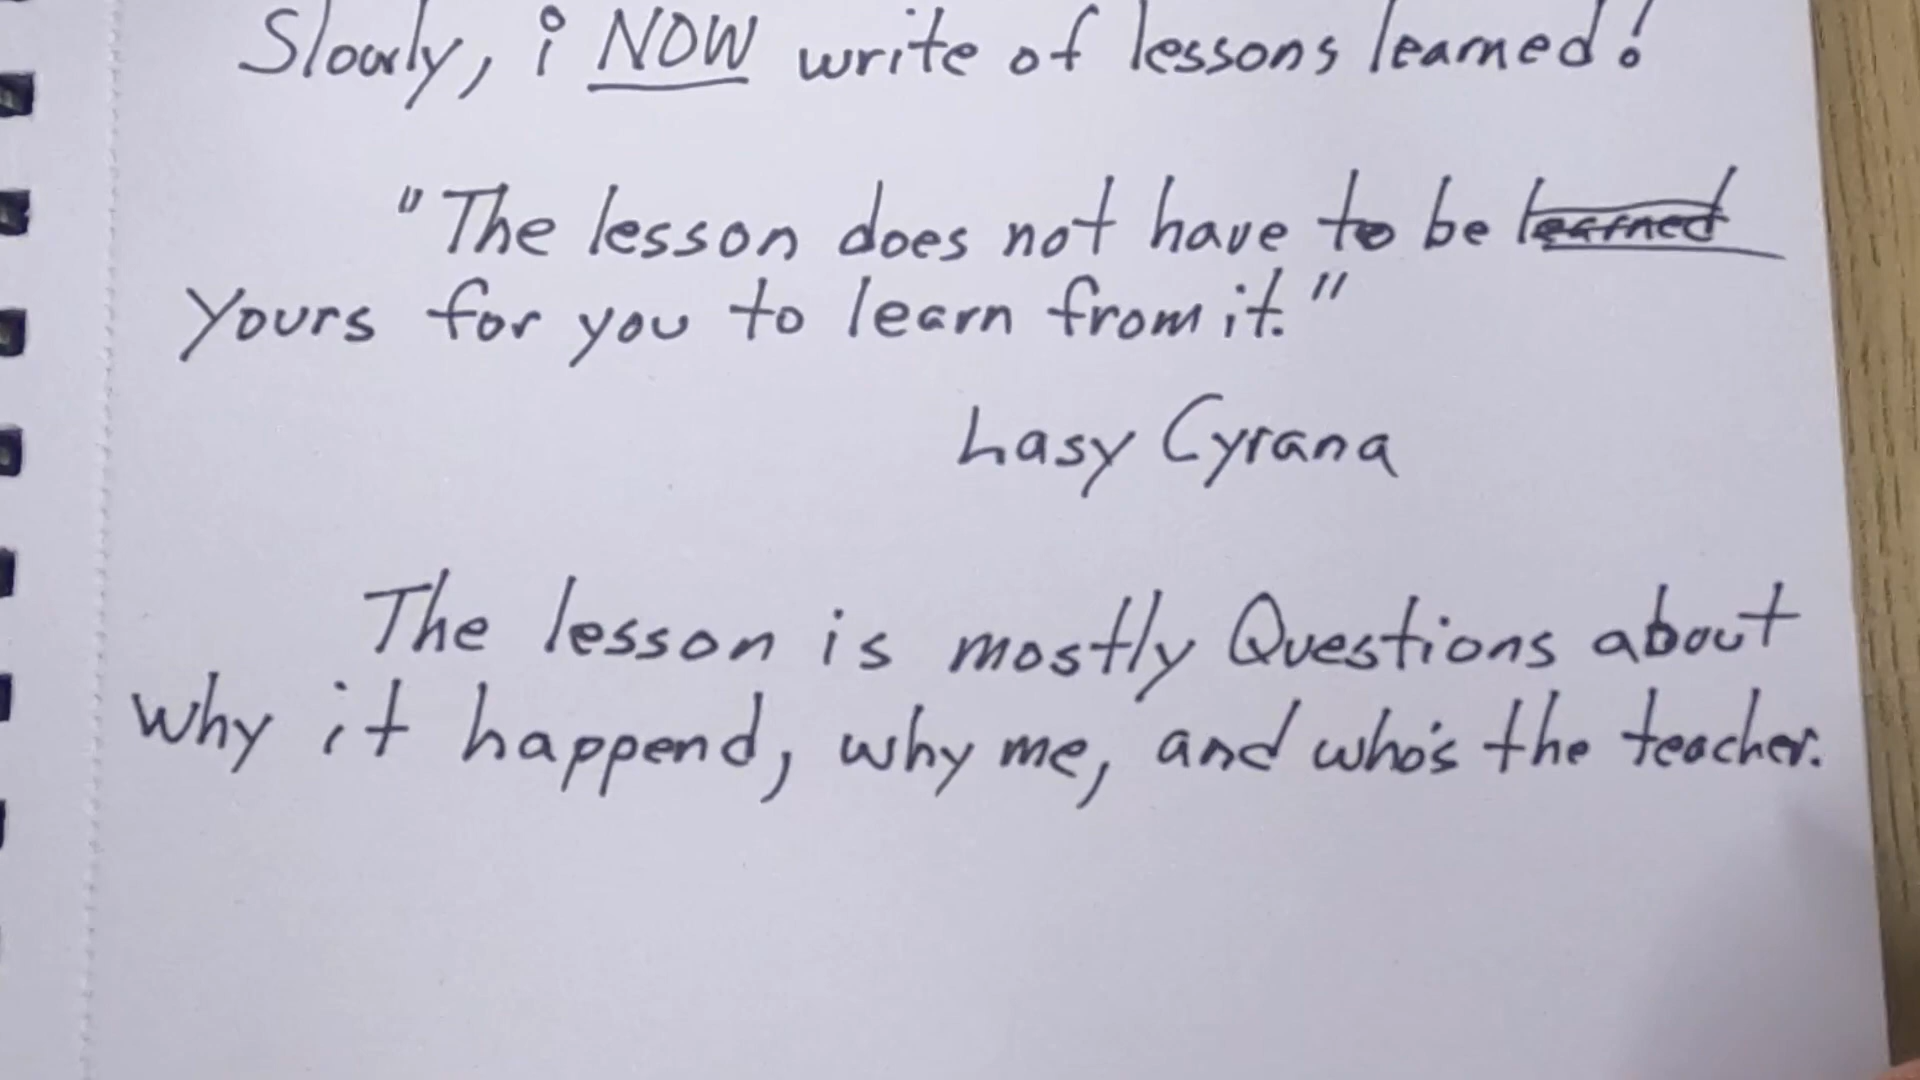 Slowly, i NOW write of lessons learned!
"The lesson does not have to be learned
Yours for you to learn from it."
Lasy Cyrana
The lesson is mostly Questions about
why it happend, why me, and who's the teacher.